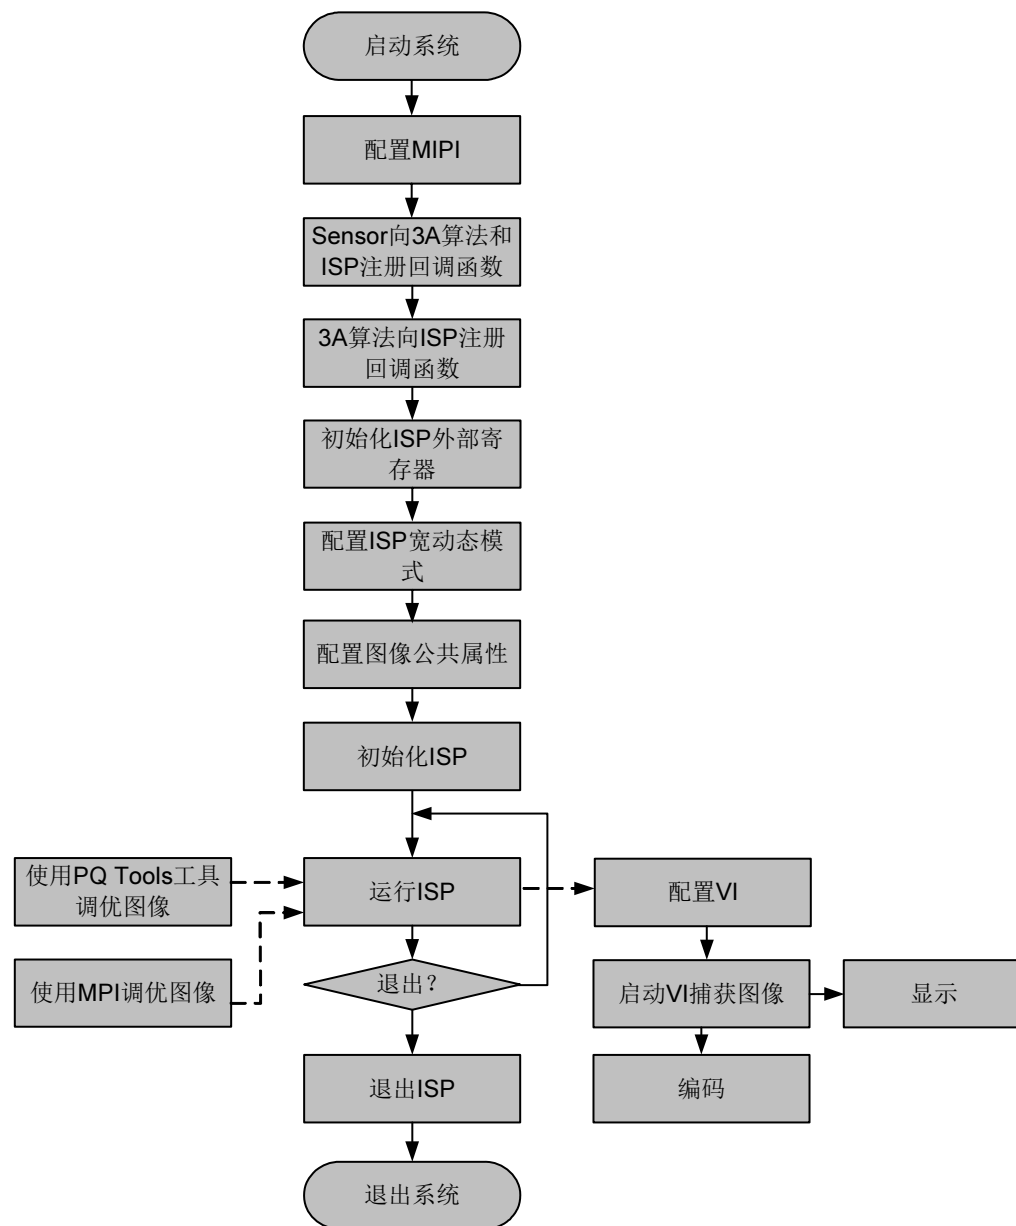 启动系统
配置MIPI
Sensor向3A算法和
ISP注册回调函数
3A算法向ISP注册
回调函数
初始化ISP外部寄
存器
配置ISP宽动态模
式
配置图像公共属性
初始化ISP
使用PQ Tools工具
调优图像
运行ISP
配置VI
使用MPI调优图像
退出？
启动VI捕获图像
显示
退出ISP
编码
退出系统